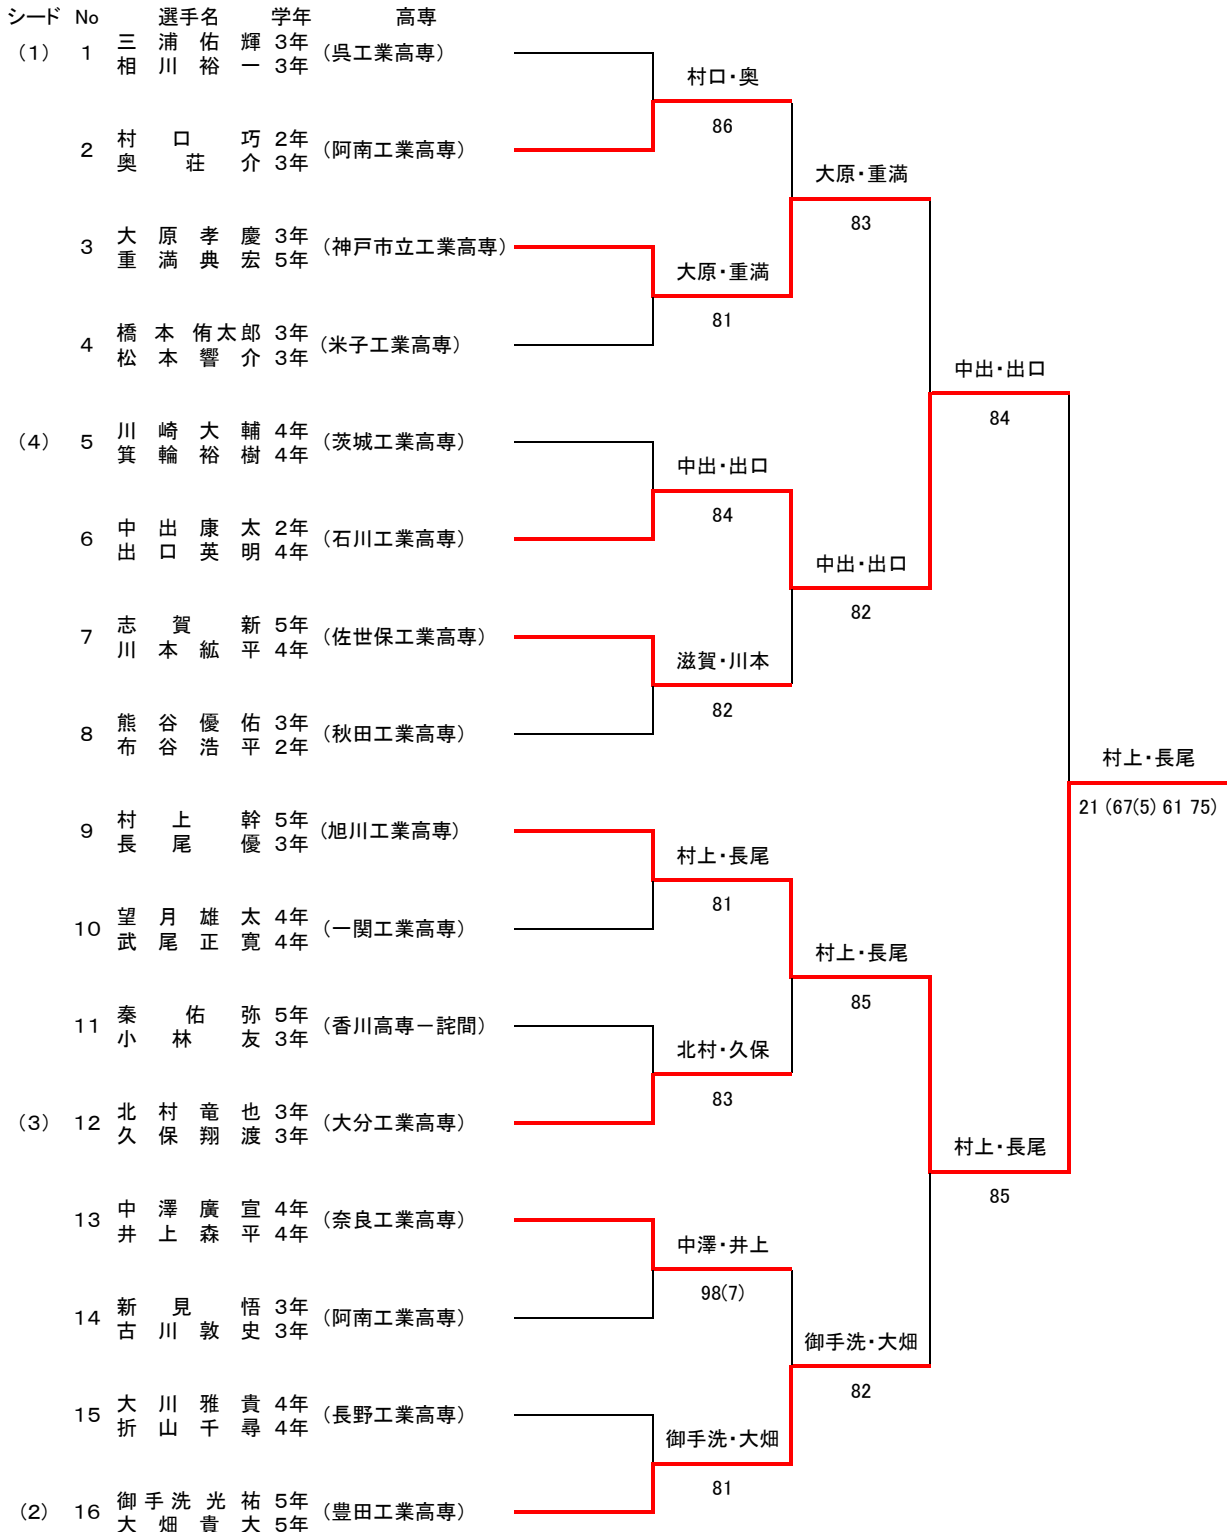 シード No 選手名 学年 高専
三浦佑輝 3年
(1) 1 (呉工業高専)
相川裕一 3年
村口・奥
86
村口巧 2年
2 (阿南工業高専)
奥荘介 3年
大原・重満
83
大原孝慶 3年
3 (神戸市立工業高専)
重満典宏 5年
大原・重満
81
橋本侑太郎 3年
4 (米子工業高専)
松本響介 3年
中出・出口
84
川崎大輔 4年
(4) 5 (茨城工業高専)
箕輪裕樹 4年
中出・出口
84
中出康太 2年
6 (石川工業高専)
出口英明 4年
中出・出口
82
志賀新 5年
7 (佐世保工業高専)
川本紘平 4年
滋賀・川本
82
熊谷優佑 3年
8 (秋田工業高専)
布谷浩平 2年
村上・長尾
21 (67(5) 61 75)
村上幹 5年
9 (旭川工業高専)
長尾優 3年
村上・長尾
81
望月雄太 4年
10 (一関工業高専)
武尾正寛 4年
村上・長尾
85
秦佑弥 5年
11 (香川高専－詫間)
小林友 3年
北村・久保
83
北村竜也 3年
(3) 12 (大分工業高専)
久保翔渡 3年
村上・長尾
85
中澤廣宣 4年
13 (奈良工業高専)
井上森平 4年
中澤・井上
98(7)
新見悟 3年
14 (阿南工業高専)
古川敦史 3年
御手洗・大畑
82
大川雅貴 4年
15 (長野工業高専)
折山千尋 4年
御手洗・大畑
81
御手洗光祐 5年
(2) 16 (豊田工業高専)
大畑貴大 5年